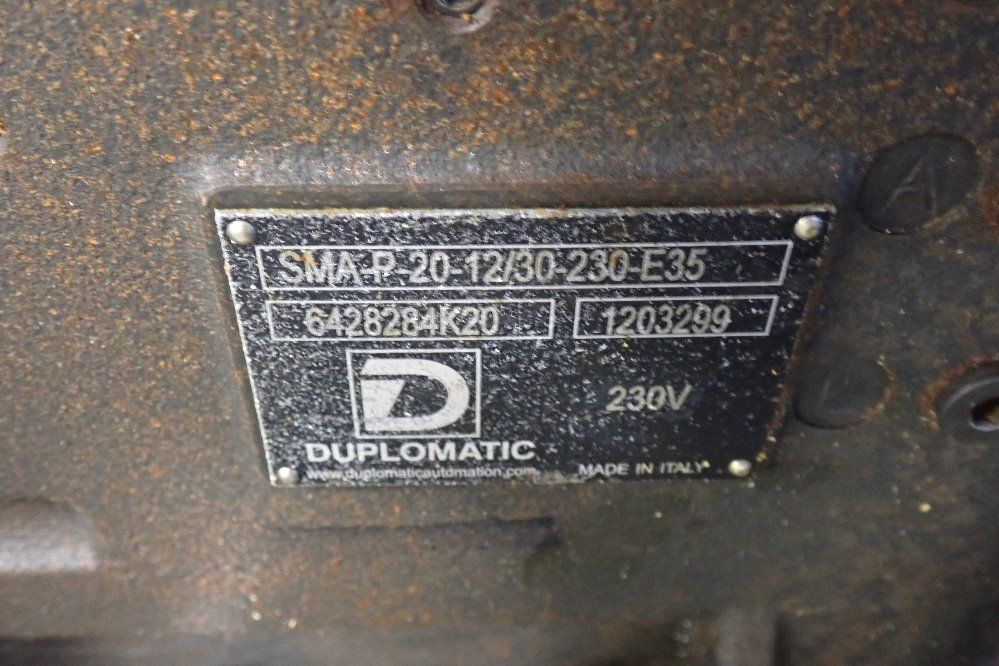 A
SMA-P-20-12/30-230-E35
6428284K20 1203299
D
230V
DUPLOMATIC
www.duplomaticautomation.com MADE IN ITALY